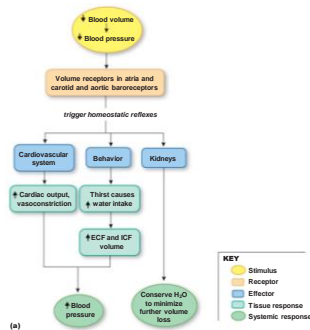 Blood volume
Blood pressure
Volume receptors in atria and
carotid and aortic baroreceptors
trigger homeostatic reflexes
Cardiovascular
system
Behavior
Kidneys
Cardiac output,
vasoconstriction
Thirst causes
water intake
ECF and ICF
volume
Blood
pressure
Conserve H₂O
to minimize
further volume
loss
KEY
Stimulus
Receptor
Effector
Tissue response
Systemic response
(a)